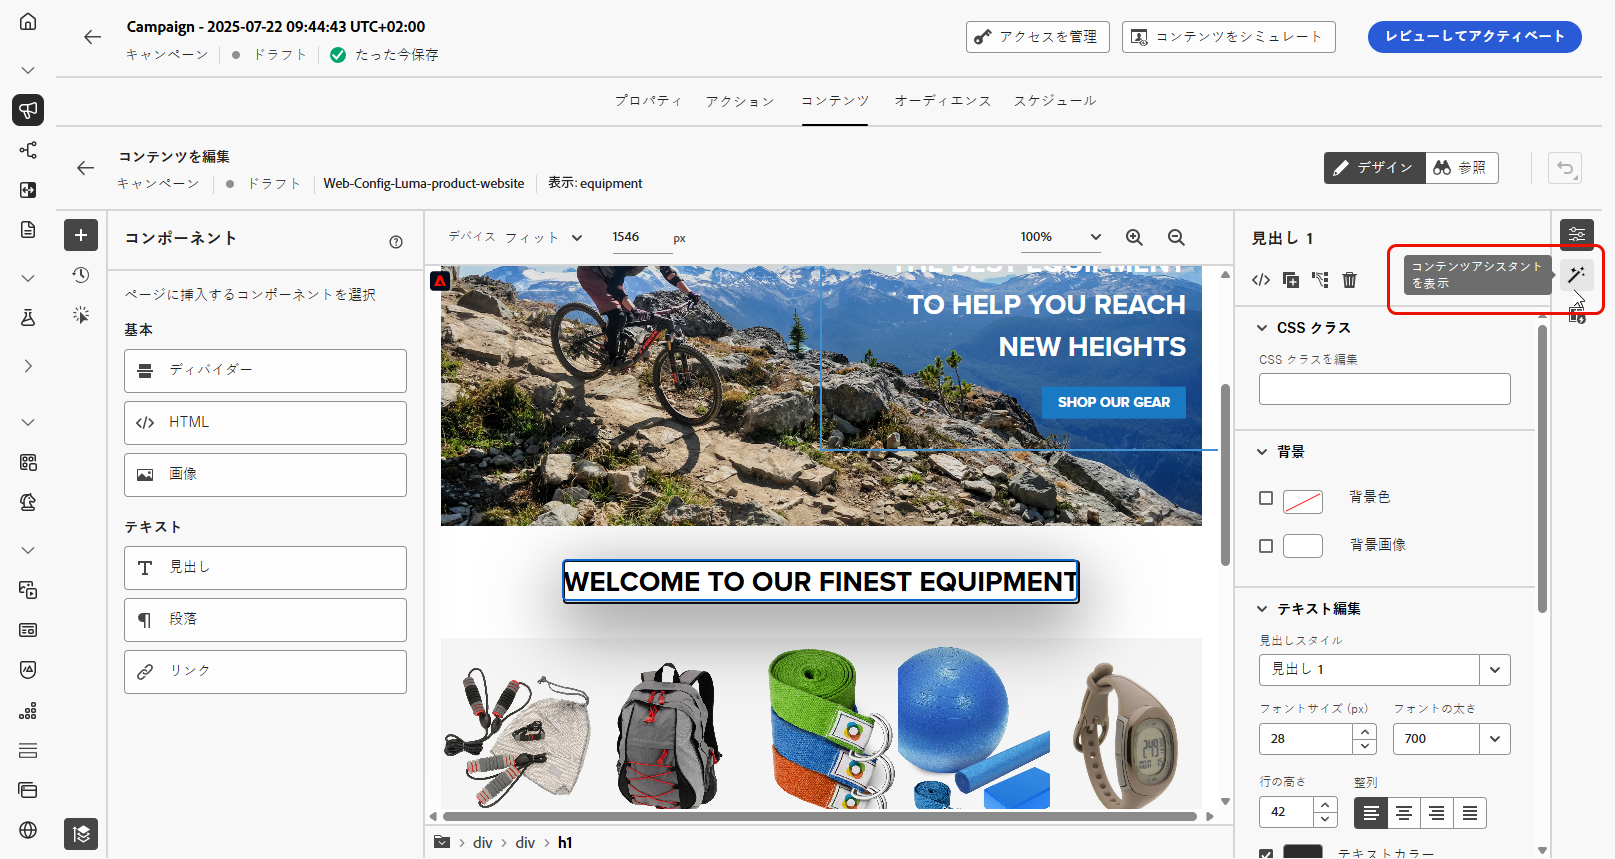 Campaign - 2025-07-22 09:44:43 UTC+02:00
キャンペーン ドラフト たった今保存
アクセスを管理
コンテンツをシミュレート
レビューしてアクティベート
プロパティ アクション コンテンツ オーディエンス スケジュール
コンテンツを編集
キャンペーン ドラフト Web-Config-Luma-product-website 表示: equipment
デザイン 参照
コンポーネント
ページに挿入するコンポーネントを選択
基本
ディバイダー
HTML
画像
テキスト
見出し
段落
リンク
デバイス フィット 1546 px 100%
THE BEST EQUIPMENT
TO HELP YOU REACH
NEW HEIGHTS
SHOP OUR GEAR
WELCOME TO OUR FINEST EQUIPMENT
div div h1
見出し 1
コンテンツアシスタント
を表示
CSS クラス
CSS クラスを編集
背景
背景色
背景画像
テキスト編集
見出しスタイル
見出し 1
フォントサイズ (px) フォントの太さ
28 700
行の高さ 整列
42
テキストカラー